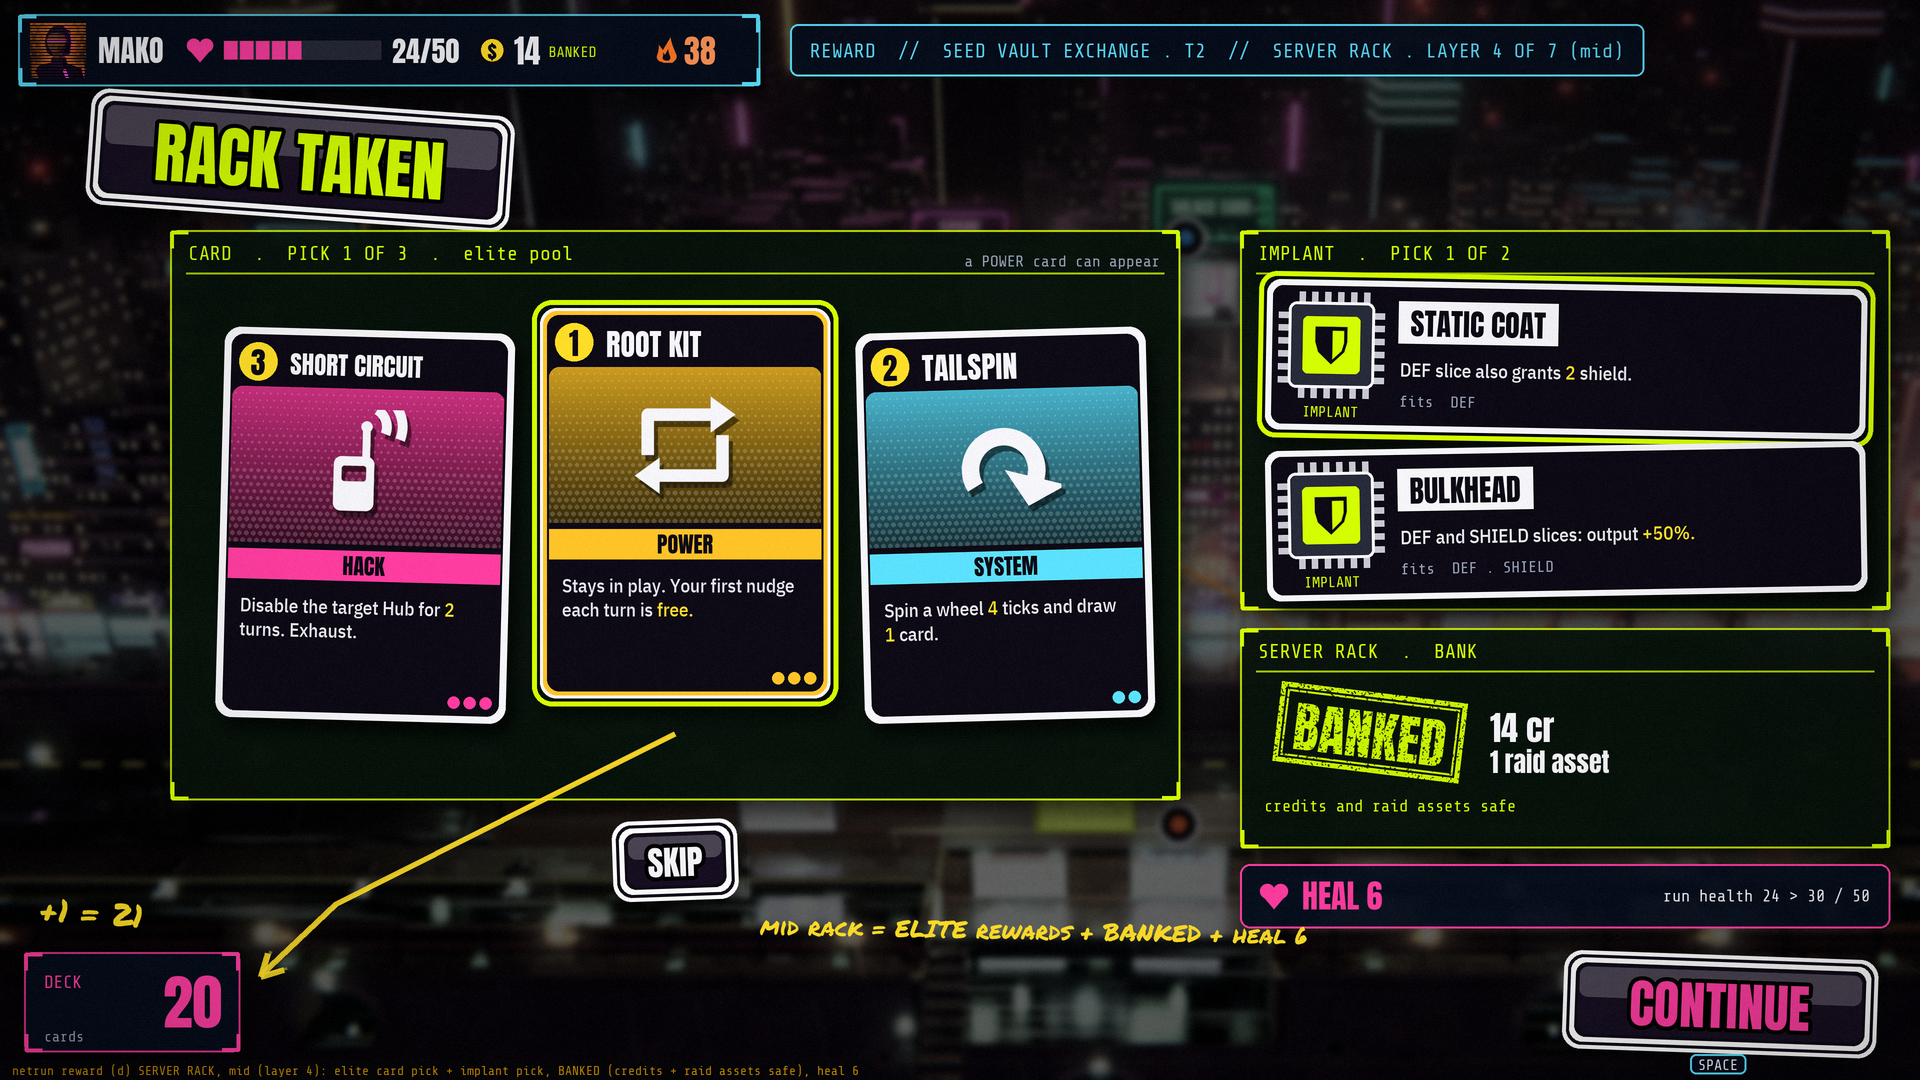 MAKO
24/50
14 BANKED
38
REWARD // SEED VAULT EXCHANGE . T2 // SERVER RACK . LAYER 4 OF 7 (mid)
RACK TAKEN
CARD . PICK 1 OF 3 . elite pool
a POWER card can appear
3 SHORT CIRCUIT
HACK
Disable the target Hub for 2
turns. Exhaust.
1 ROOT KIT
POWER
Stays in play. Your first nudge
each turn is free.
2 TAILSPIN
SYSTEM
Spin a wheel 4 ticks and draw
1 card.
IMPLANT . PICK 1 OF 2
STATIC COAT
DEF slice also grants 2 shield.
fits DEF
IMPLANT
BULKHEAD
DEF and SHIELD slices: output +50%.
fits DEF . SHIELD
IMPLANT
SERVER RACK . BANK
BANKED
14 cr
1 raid asset
credits and raid assets safe
SKIP
HEAL 6
run health 24 > 30 / 50
+1 = 21
MID RACK = ELITE REWARDS + BANKED + HEAL 6
DECK
20
cards
CONTINUE
SPACE
netrun reward (d) SERVER RACK, mid (layer 4): elite card pick + implant pick, BANKED (credits + raid assets safe), heal 6